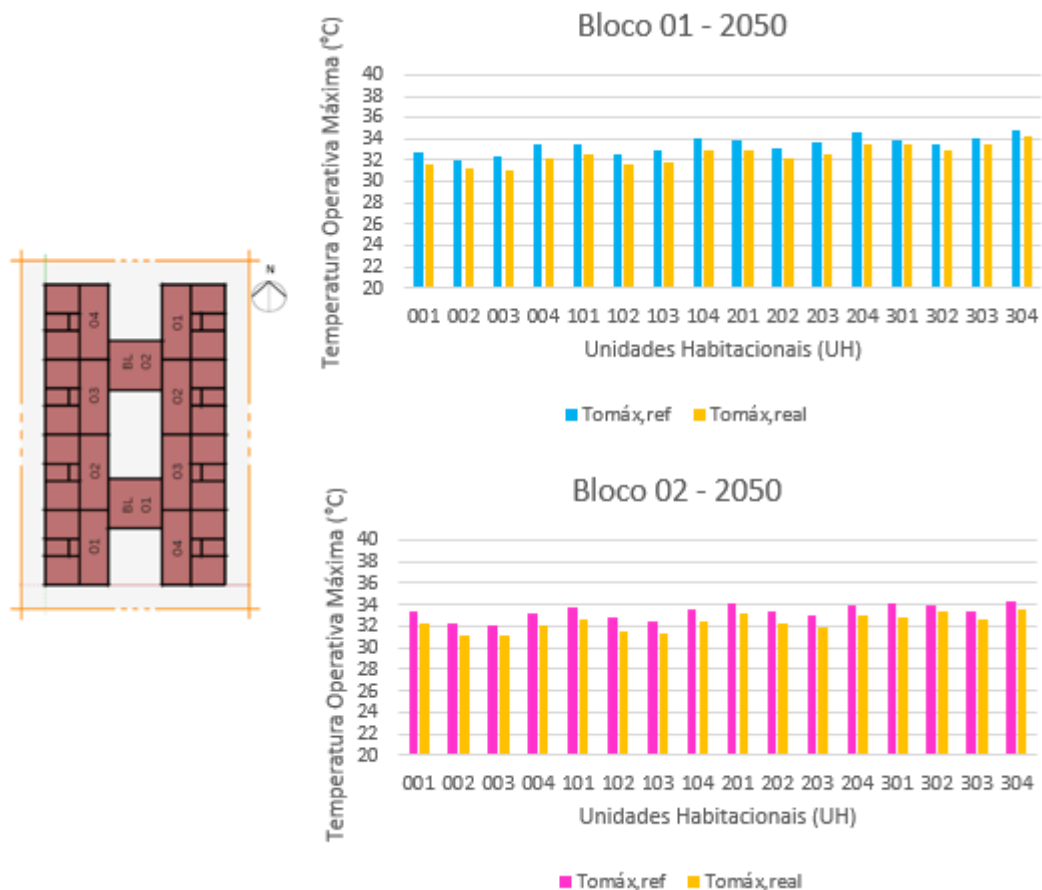 Bloco 01 - 2050
Temperatura Operativa Máxima (°C)
40
38
36
34
32
30
28
26
24
22
20
001 002 003 004 101 102 103 104 201 202 203 204 301 302 303 304
Unidades Habitacionais (UH)
Tomáx,ref Tomáx,real
N
04
01
BL
02
03
02
02
03
BL
01
01
04
Bloco 02 - 2050
Temperatura Operativa Máxima (°C)
40
38
36
34
32
30
28
26
24
22
20
001 002 003 004 101 102 103 104 201 202 203 204 301 302 303 304
Unidades Habitacionais (UH)
Tomáx,ref Tomáx,real